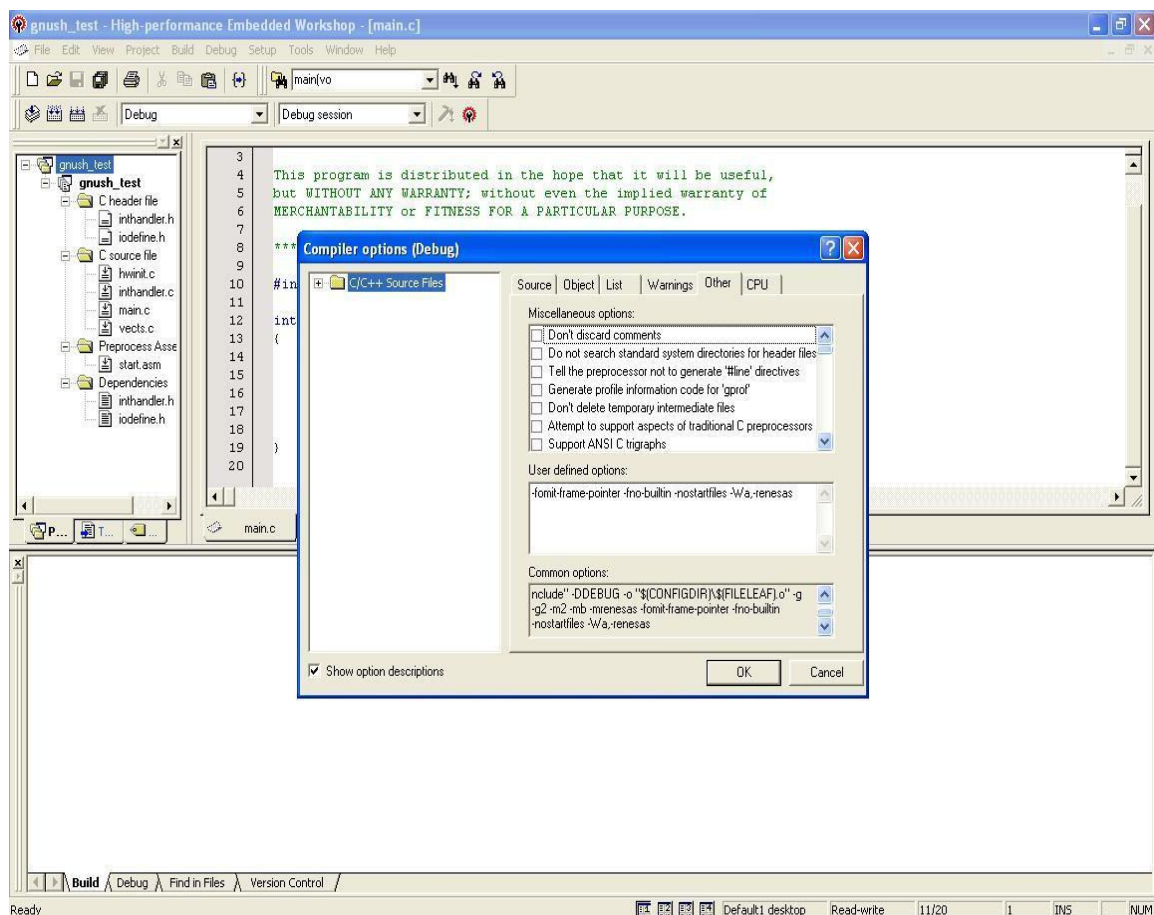 gnush_test - High-performance Embedded Workshop - [main.c]
File Edit View Project Build Debug Setup Tools Window Help
main(vo
Debug
Debug session
gnush_test
gnush_test
C header file
inthandler.h
iodefine.h
C source file
hwinit.c
inthandler.c
main.c
vects.c
Preprocess Asse
start.asm
Dependencies
inthandler.h
iodefine.h
P... T... ...
3
4 This program is distributed in the hope that it will be useful,
5 but WITHOUT ANY WARRANTY; without even the implied warranty of
6 MERCHANTABILITY or FITNESS FOR A PARTICULAR PURPOSE.
7
8 ***
9
10 #in
11
12 int
13 {
14
15
16
17
18
19 }
20
main.c
Compiler options (Debug)
C/C++ Source Files
Source Object List Warnings Other CPU
Miscellaneous options:
Don't discard comments
Do not search standard system directories for header files
Tell the preprocessor not to generate '#line' directives
Generate profile information code for 'gprof'
Don't delete temporary intermediate files
Attempt to support aspects of traditional C preprocessors
Support ANSI C trigraphs
User defined options:
-fomit-frame-pointer -fno-builtin -nostartfiles -Wa,-renesas
Common options:
nclude" -DDEBUG -o "$(CONFIGDIR)\$(FILELEAF).o" -g
-g2 -m2 -mb -mrenesas -fomit-frame-pointer -fno-builtin
-nostartfiles -Wa,-renesas
Show option descriptions
OK Cancel
Build Debug Find in Files Version Control
Ready
1 2 3 4 Default1 desktop Read-write 11/20 1 INS NUM